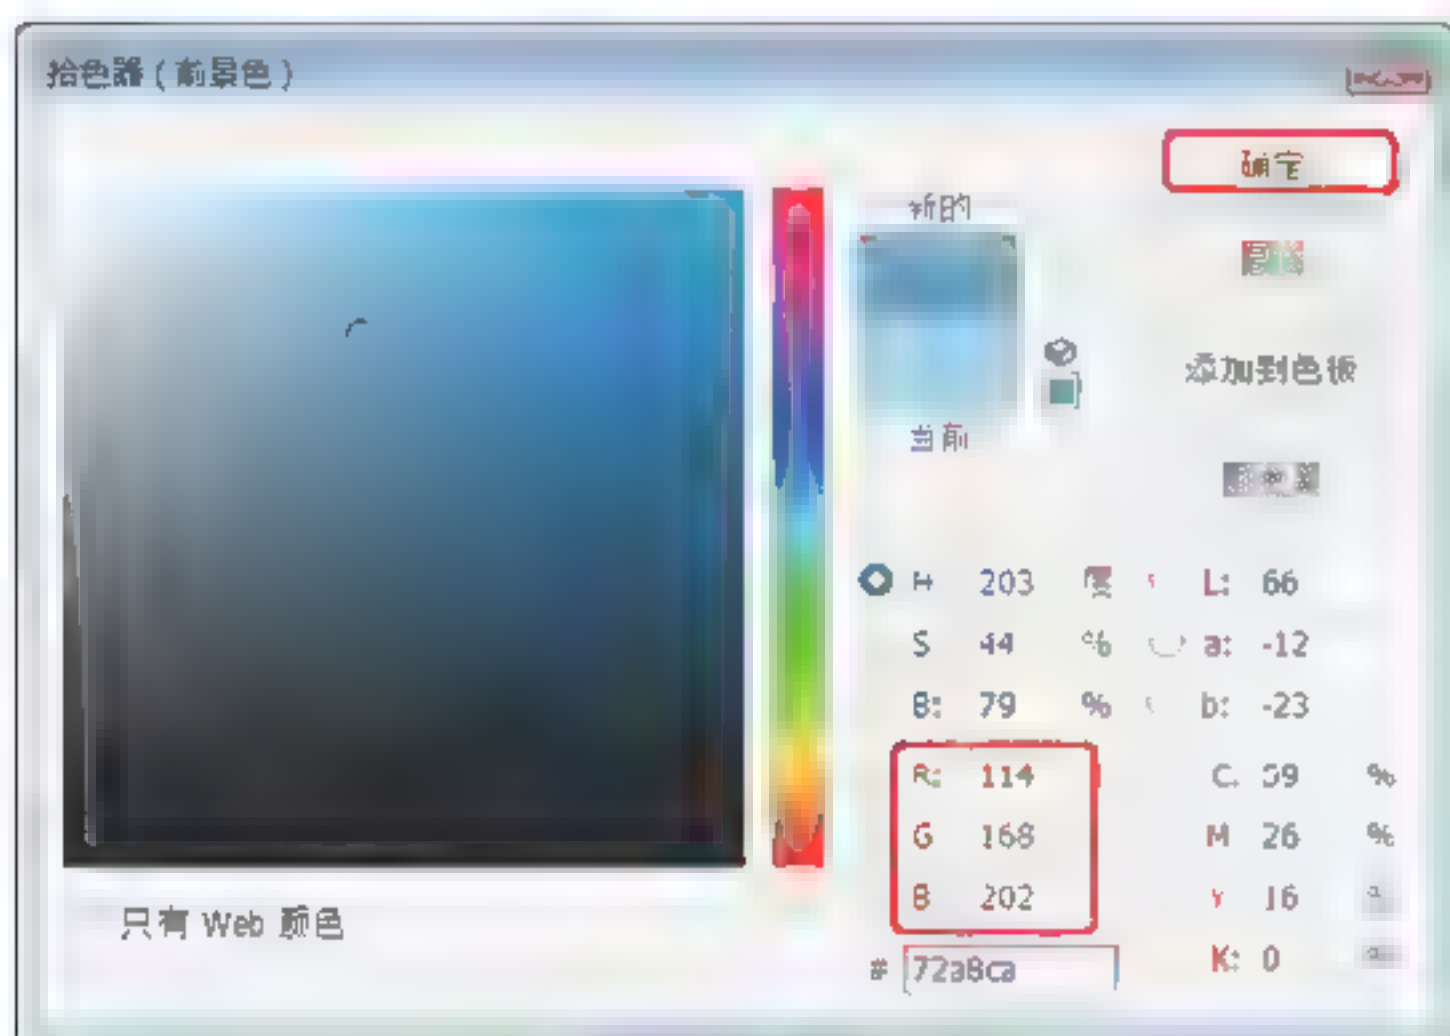 拾色器(前景色)
确定
新的
添加到色板
当前
H 203 度 L: 66
S 44 % a: -12
B: 79 % b: -23
R: 114 C. %
G 168 M 26 %
B 202 Y 16
K: 0
只有 Web 颜色
# 72a8ca